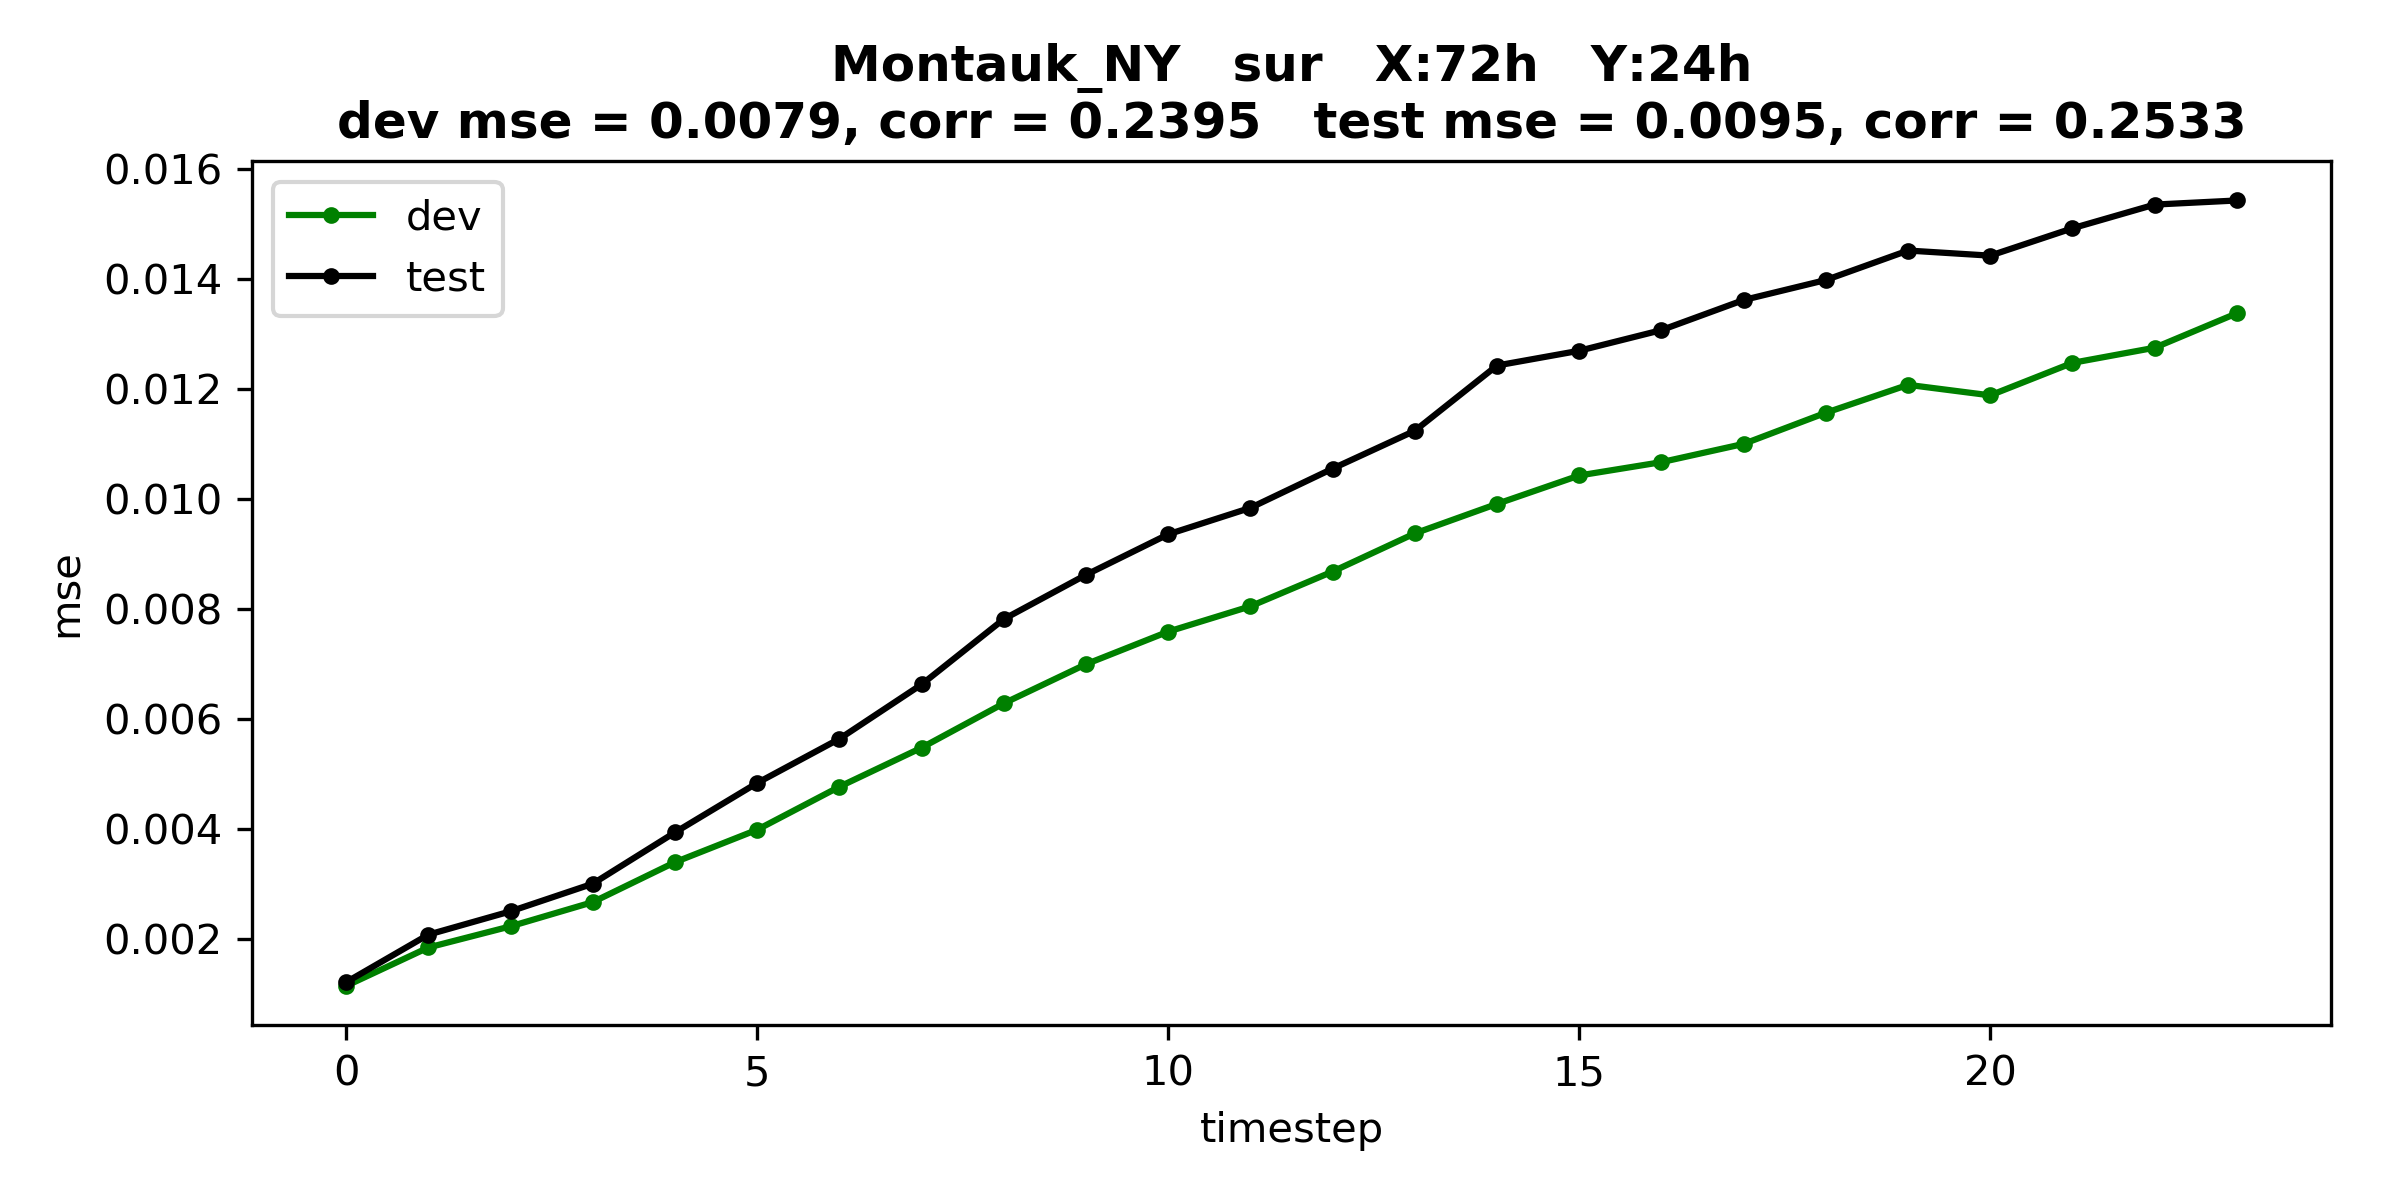 Montauk_NY   sur   X:72h   Y:24h
dev mse = 0.0079, corr = 0.2395   test mse = 0.0095, corr = 0.2533
dev
test
0.016
0.014
0.012
0.010
0.008
0.006
0.004
0.002
mse
0 5 10 15 20
timestep